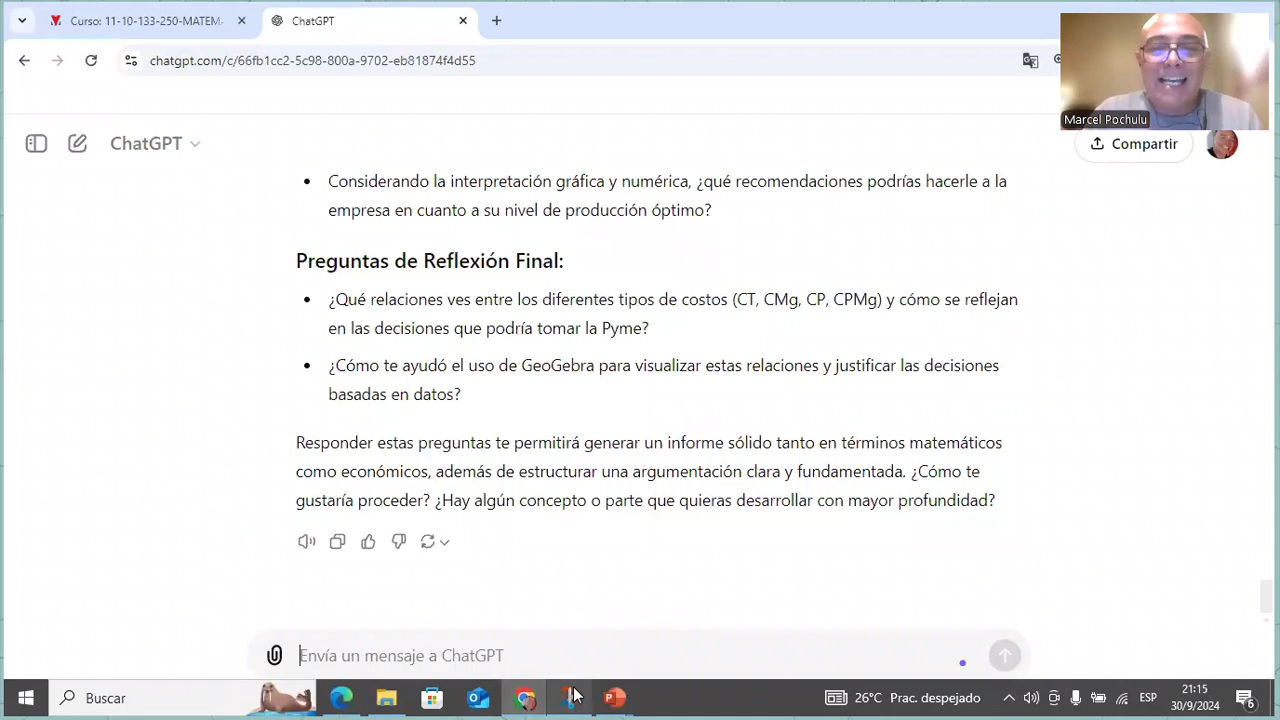 Curso: 11-10-133-250-MATEM
ChatGPT
chatgpt.com/c/66fb1cc2-5c98-800a-9702-eb81874f4d55
Marcel Pochulu
ChatGPT
Compartir
• Considerando la interpretación gráfica y numérica, ¿qué recomendaciones podrías hacerle a la
empresa en cuanto a su nivel de producción óptimo?
Preguntas de Reflexión Final:
• ¿Qué relaciones ves entre los diferentes tipos de costos (CT, CMg, CP, CPMg) y cómo se reflejan
en las decisiones que podría tomar la Pyme?
• ¿Cómo te ayudó el uso de GeoGebra para visualizar estas relaciones y justificar las decisiones
basadas en datos?
Responder estas preguntas te permitirá generar un informe sólido tanto en términos matemáticos
como económicos, además de estructurar una argumentación clara y fundamentada. ¿Cómo te
gustaría proceder? ¿Hay algún concepto o parte que quieras desarrollar con mayor profundidad?
Envía un mensaje a ChatGPT
Buscar
26°C Prac. despejado
ESP
21:15
30/9/2024
6